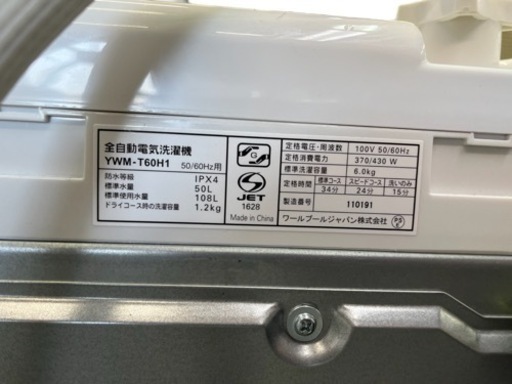 全自動電気洗濯機
YWM-T60H1 50/60Hz用
防水等級 IPX4
標準水量 50L
標準使用水量 108L
ドライコース時の洗濯容量 1.2kg
G
JET
1628
Made in China
定格電圧・周波数 100V 50/60Hz
定格消費電力 370/430 W
標準洗濯容量 6.0kg
定格時間 標準コース スピードコース 洗いのみ
34分 24分 15分
製造番号 110191
ワールプールジャパン株式会社